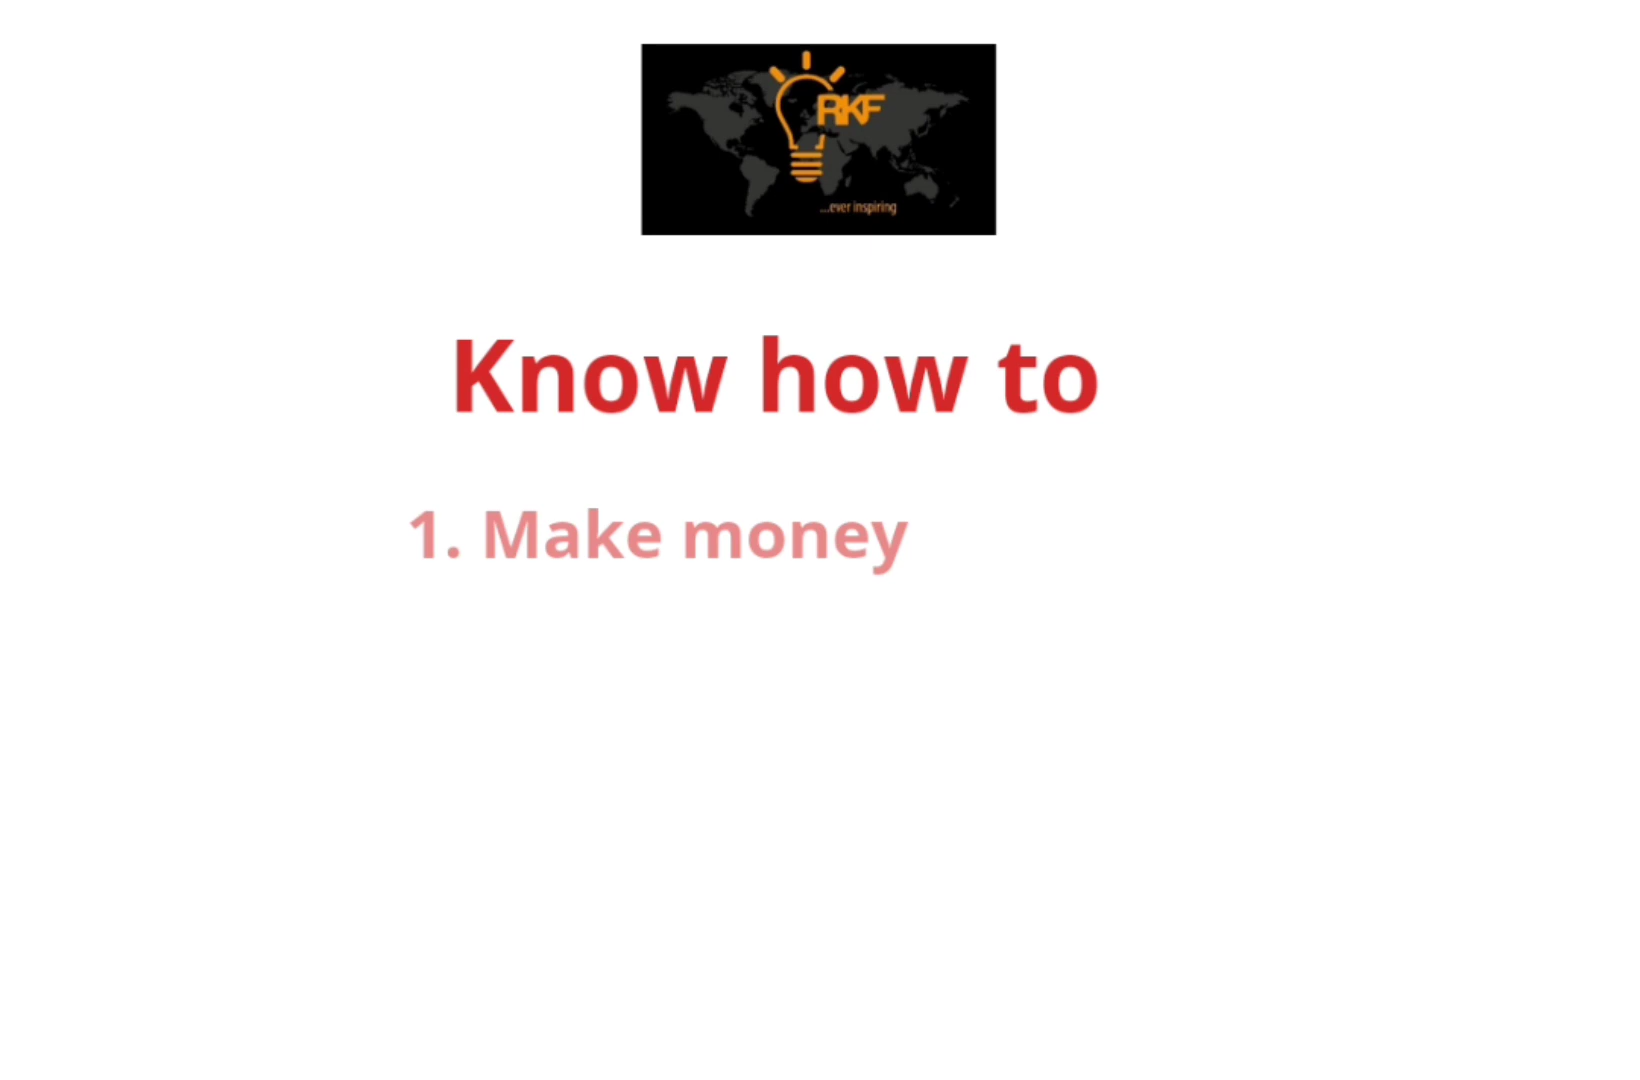 RKF
...ever inspiring
Know how to
1. Make money